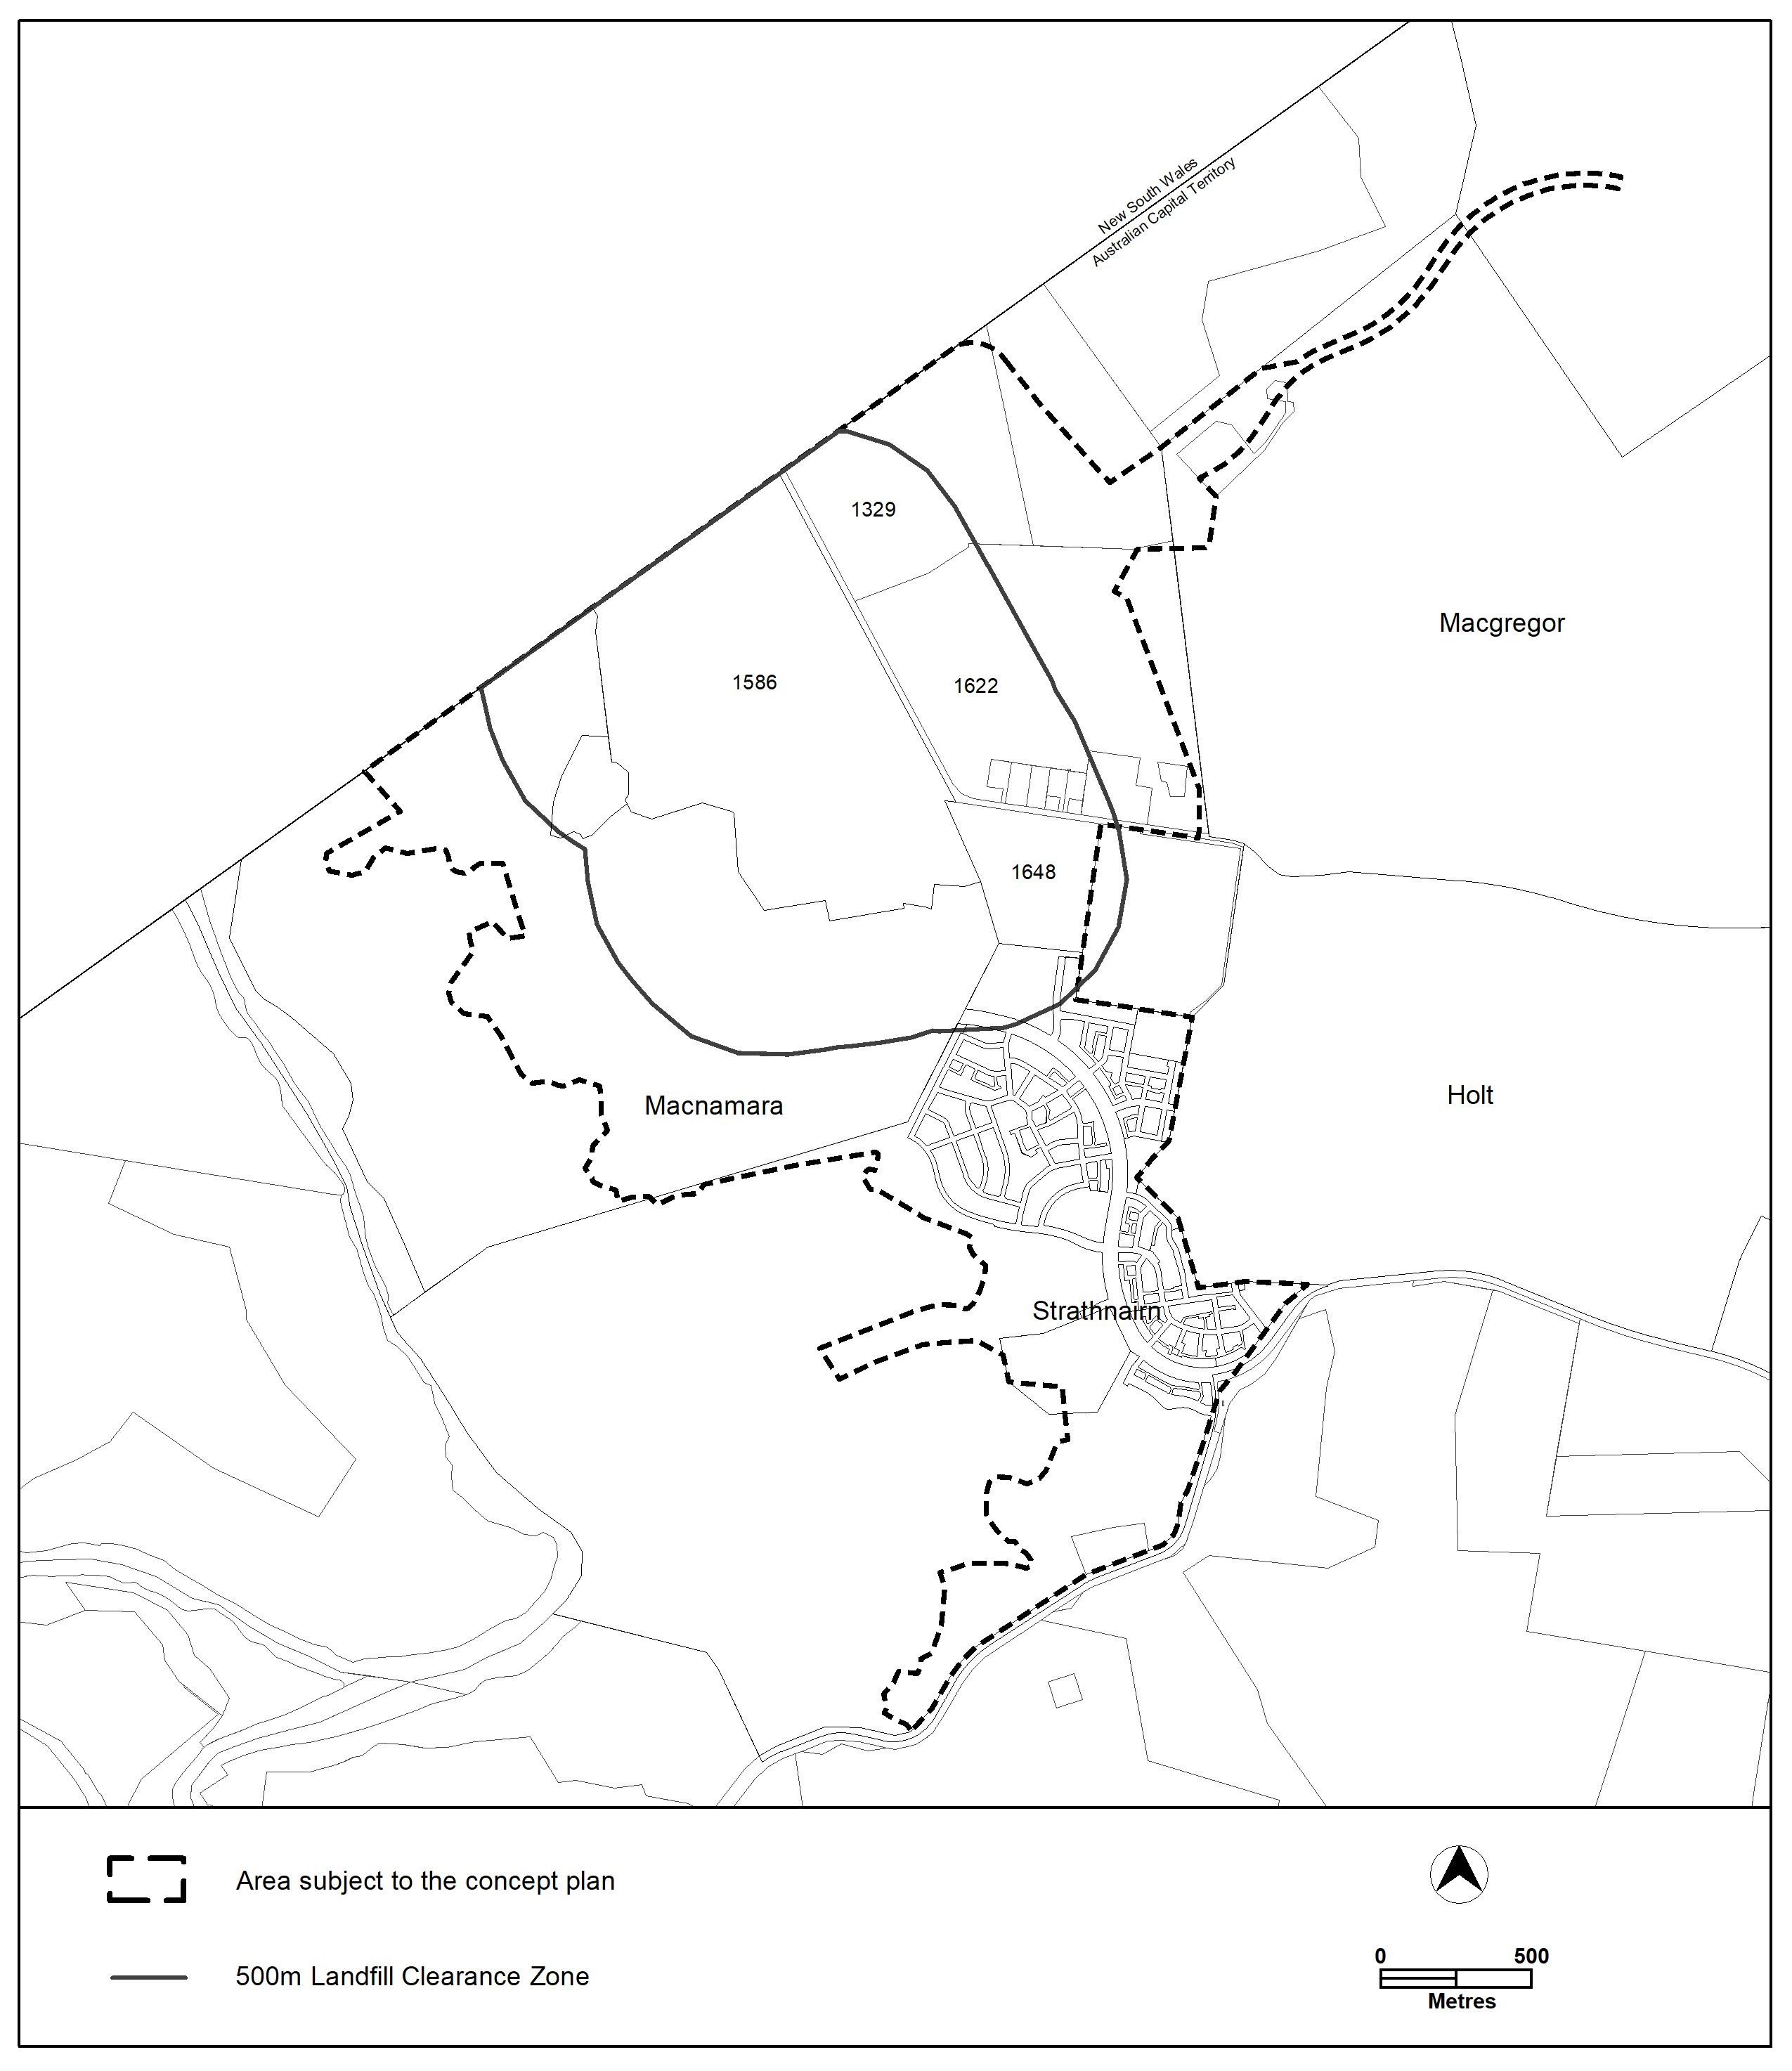 New South Wales
Australian Capital Territory
1329
Macgregor
1586
1622
1648
Holt
Macnamara
Strathnairn
Area subject to the concept plan
500m Landfill Clearance Zone
0 500
Metres